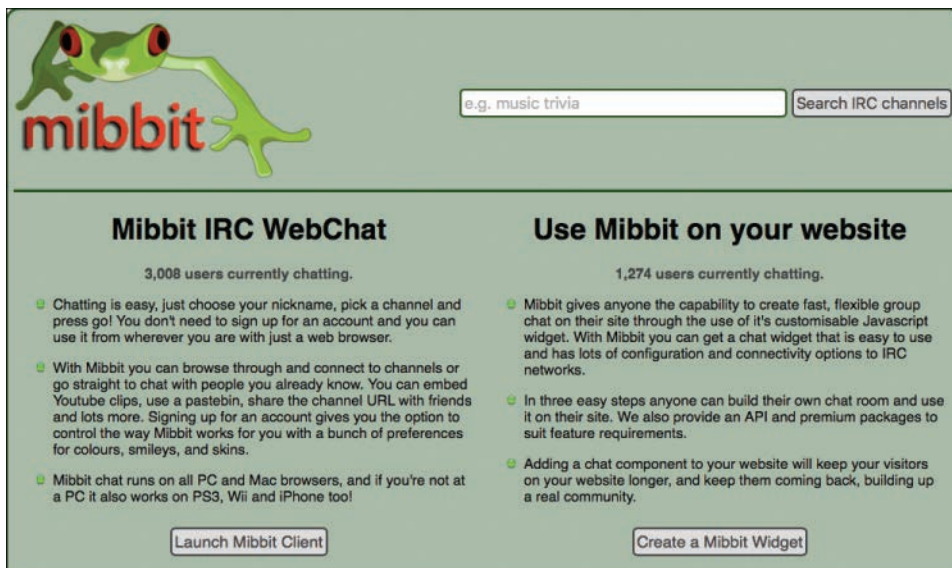 mibbit
e.g. music trivia
Search IRC channels
Mibbit IRC WebChat
3,008 users currently chatting.
Chatting is easy, just choose your nickname, pick a channel and
press go! You don't need to sign up for an account and you can
use it from wherever you are with just a web browser.
With Mibbit you can browse through and connect to channels or
go straight to chat with people you already know. You can embed
Youtube clips, use a pastebin, share the channel URL with friends
and lots more. Signing up for an account gives you the option to
control the way Mibbit works for you with a bunch of preferences
for colours, smileys, and skins.
Mibbit chat runs on all PC and Mac browsers, and if you're not at
a PC it also works on PS3, Wii and iPhone too!
Launch Mibbit Client
Use Mibbit on your website
1,274 users currently chatting.
Mibbit gives anyone the capability to create fast, flexible group
chat on their site through the use of it's customisable Javascript
widget. With Mibbit you can get a chat widget that is easy to use
and has lots of configuration and connectivity options to IRC
networks.
In three easy steps anyone can build their own chat room and use
it on their site. We also provide an API and premium packages to
suit feature requirements.
Adding a chat component to your website will keep your visitors
on your website longer, and keep them coming back, building up
a real community.
Create a Mibbit Widget